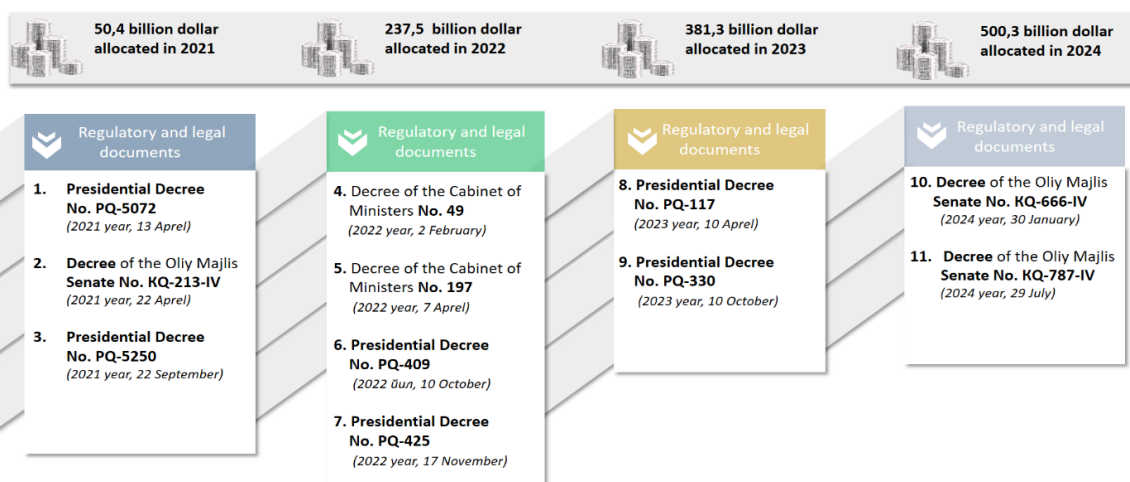 50,4 billion dollar
allocated in 2021
237,5 billion dollar
allocated in 2022
381,3 billion dollar
allocated in 2023
500,3 billion dollar
allocated in 2024
Regulatory and legal
documents
1. Presidential Decree
No. PQ-5072
(2021 year, 13 Aprel)
2. Decree of the Oliy Majlis
Senate No. KQ-213-IV
(2021 year, 22 Aprel)
3. Presidential Decree
No. PQ-5250
(2021 year, 22 September)
Regulatory and legal
documents
4. Decree of the Cabinet of
Ministers No. 49
(2022 year, 2 February)
5. Decree of the Cabinet of
Ministers No. 197
(2022 year, 7 Aprel)
6. Presidential Decree
No. PQ-409
(2022 йил, 10 October)
7. Presidential Decree
No. PQ-425
(2022 year, 17 November)
Regulatory and legal
documents
8. Presidential Decree
No. PQ-117
(2023 year, 10 Aprel)
9. Presidential Decree
No. PQ-330
(2023 year, 10 October)
Regulatory and legal
documents
10. Decree of the Oliy Majlis
Senate No. KQ-666-IV
(2024 year, 30 January)
11. Decree of the Oliy Majlis
Senate No. KQ-787-IV
(2024 year, 29 July)